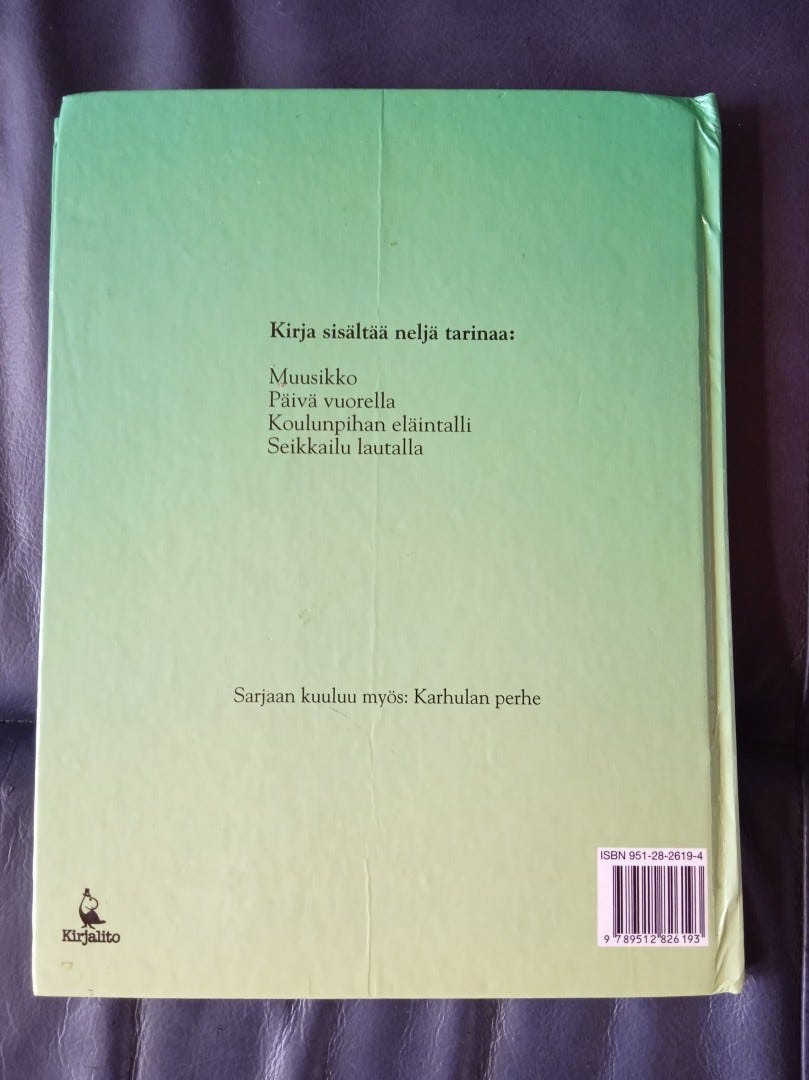 Kirja sisältää neljä tarinaa:
Muusikko
Päivä vuorella
Koulunpihan eläintalli
Seikkailu lautalla
Sarjaan kuuluu myös: Karhulan perhe
ISBN 951-28-2619-4
9 789512 826193
Kirjalito